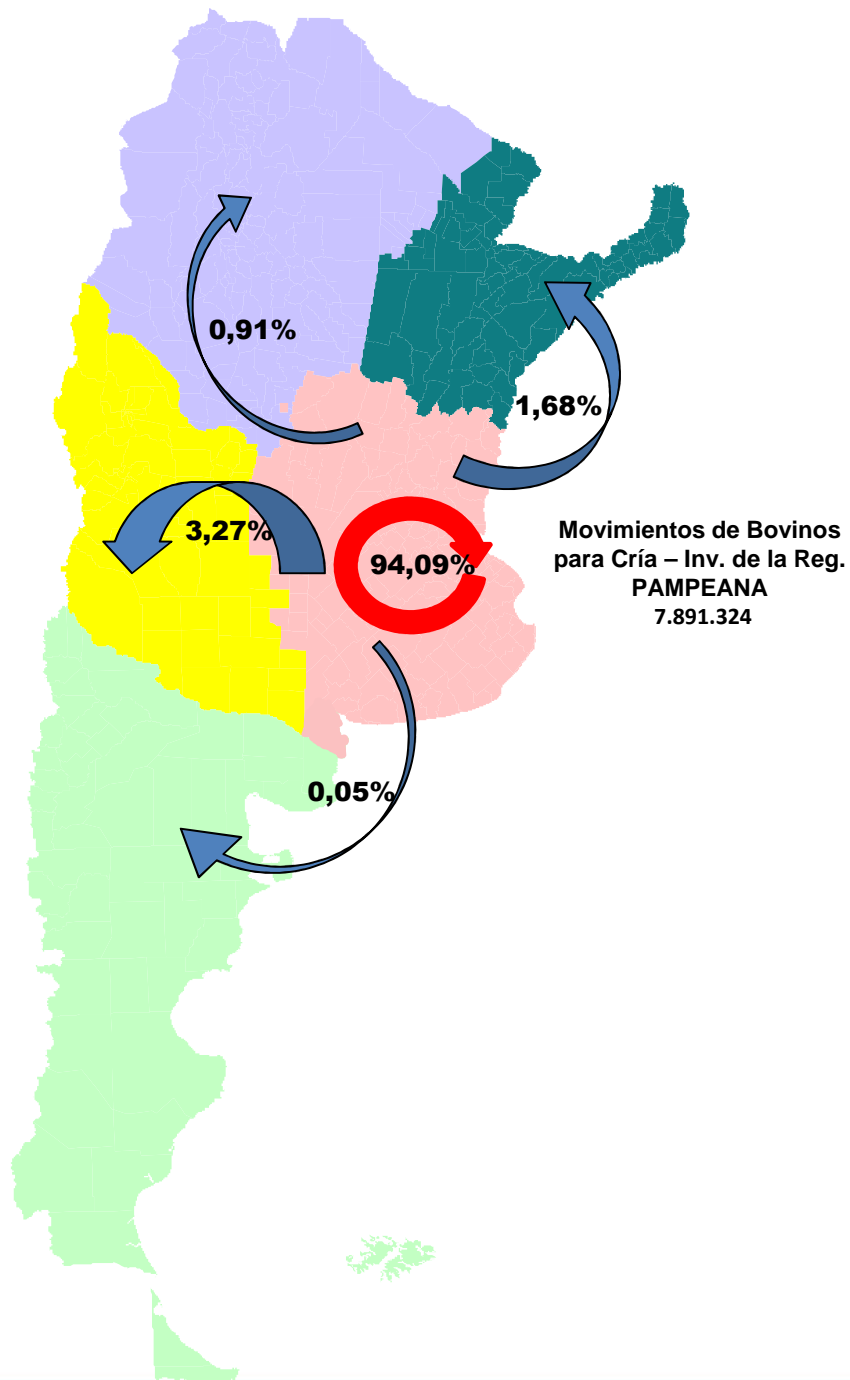 0,91%
1,68%
3,27%
94,09%
Movimientos de Bovinos
para Cría – Inv. de la Reg.
PAMPEANA
7.891.324
0,05%